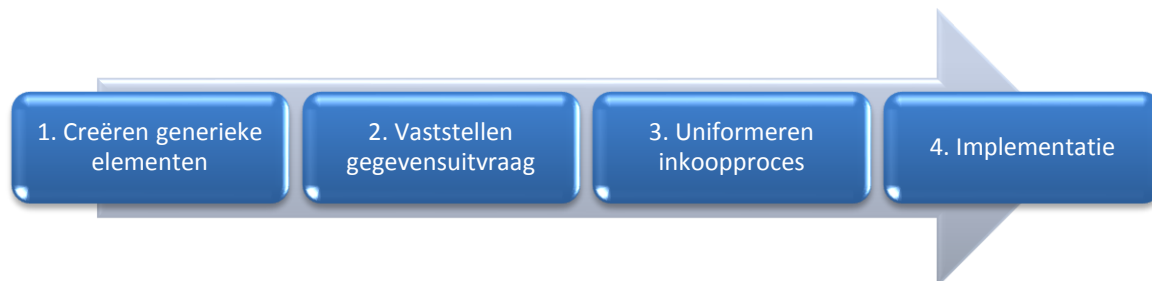 1. Creëren generieke
elementen
2. Vaststellen
gegevensuitvraag
3. Uniformeren
inkoopproces
4. Implementatie